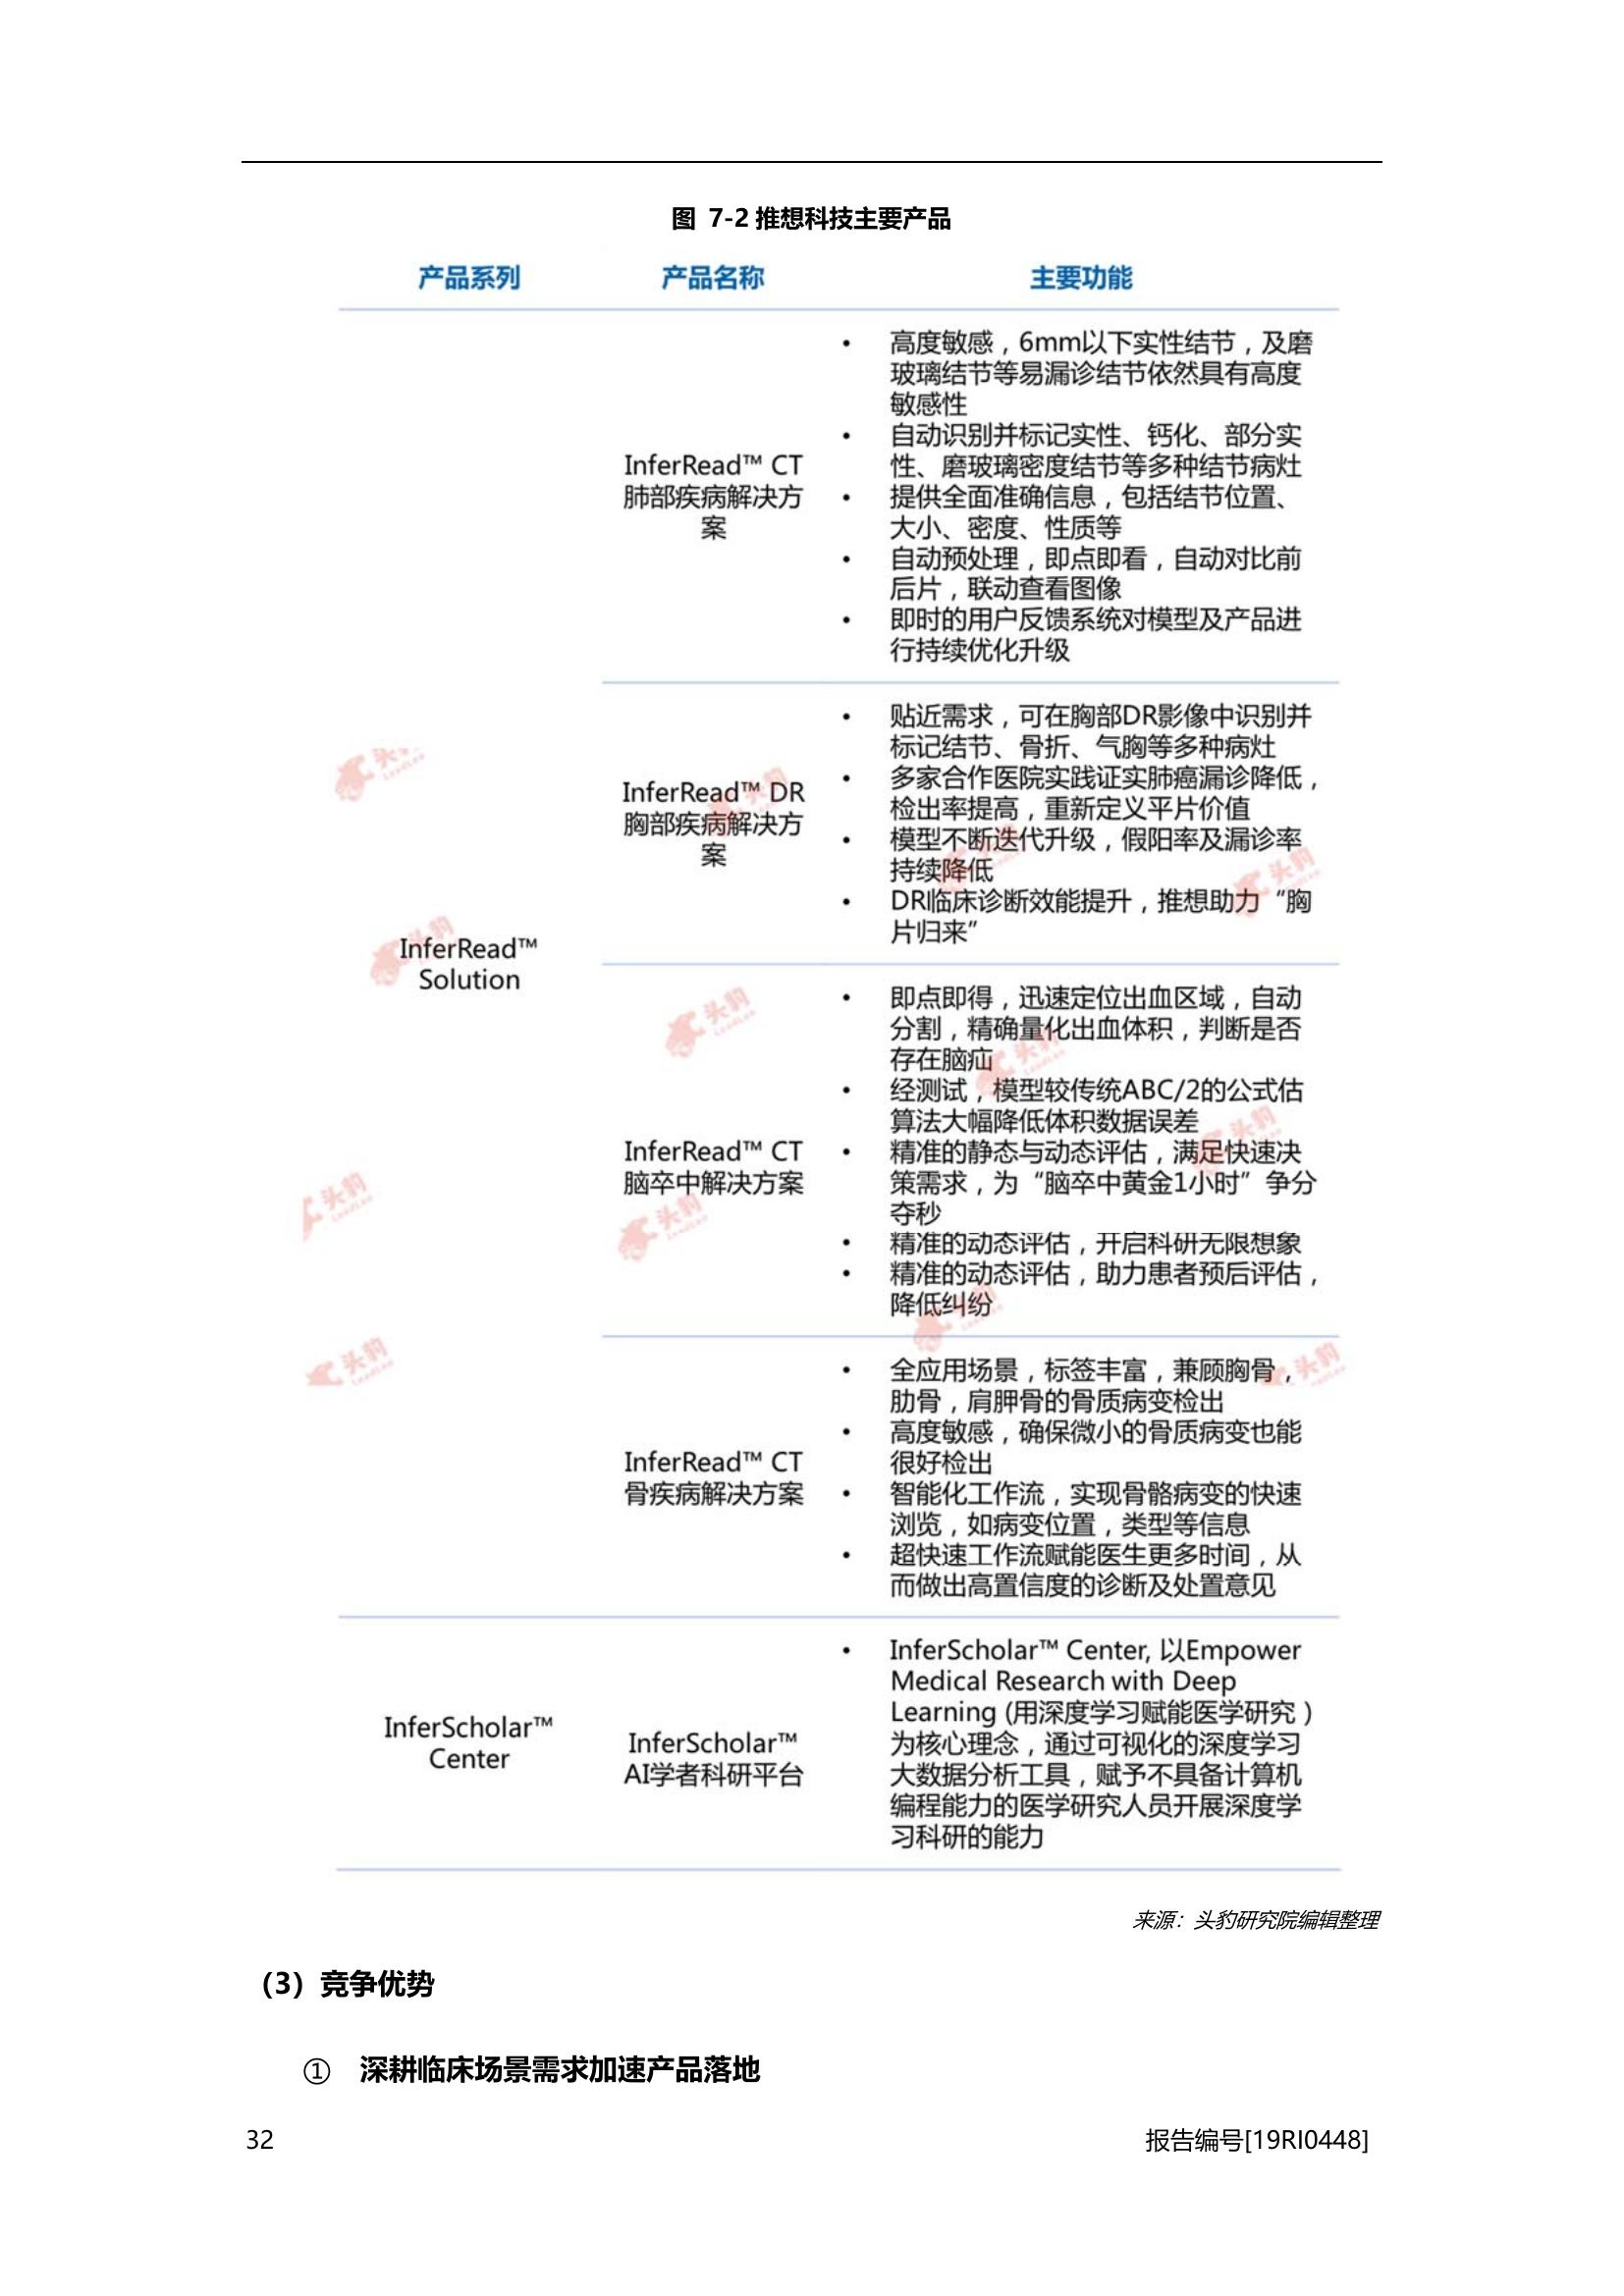 图 7-2 推想科技主要产品
产品系列 产品名称 主要功能
InferRead™
Solution
InferRead™ CT
肺部疾病解决方
案
• 高度敏感，6mm以下实性结节，及磨
玻璃结节等易漏诊结节依然具有高度
敏感性
• 自动识别并标记实性、钙化、部分实
性、磨玻璃密度结节等多种结节病灶
• 提供全面准确信息，包括结节位置、
大小、密度、性质等
• 自动预处理，即点即看，自动对比前
后片，联动查看图像
• 即时的用户反馈系统对模型及产品进
行持续优化升级
InferRead™ DR
胸部疾病解决方
案
• 贴近需求，可在胸部DR影像中识别并
标记结节、骨折、气胸等多种病灶
• 多家合作医院实践证实肺癌漏诊降低，
检出率提高，重新定义平片价值
• 模型不断迭代升级，假阳率及漏诊率
持续降低
• DR临床诊断效能提升，推想助力“胸
片归来”
InferRead™ CT
脑卒中解决方案
• 即点即得，迅速定位出血区域，自动
分割，精确量化出血体积，判断是否
存在脑疝
• 经测试，模型较传统ABC/2的公式估
算法大幅降低体积数据误差
• 精准的静态与动态评估，满足快速决
策需求，为“脑卒中黄金1小时”争分
夺秒
• 精准的动态评估，开启科研无限想象
• 精准的动态评估，助力患者预后评估，
降低纠纷
InferRead™ CT
骨疾病解决方案
• 全应用场景，标签丰富，兼顾胸骨，
肋骨，肩胛骨的骨质病变检出
• 高度敏感，确保微小的骨质病变也能
很好检出
• 智能化工作流，实现骨骼病变的快速
浏览，如病变位置，类型等信息
• 超快速工作流赋能医生更多时间，从
而做出高置信度的诊断及处置意见
InferScholar™
Center
InferScholar™
AI学者科研平台
• InferScholar™ Center, 以Empower
Medical Research with Deep
Learning (用深度学习赋能医学研究）
为核心理念，通过可视化的深度学习
大数据分析工具，赋予不具备计算机
编程能力的医学研究人员开展深度学
习科研的能力
来源：头豹研究院编辑整理
（3）竞争优势
① 深耕临床场景需求加速产品落地
32 报告编号[19RI0448]